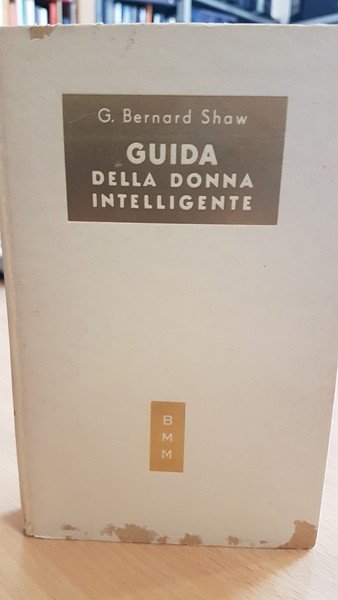 G. Bernard Shaw
GUIDA
DELLA DONNA
INTELLIGENTE
B
M
M